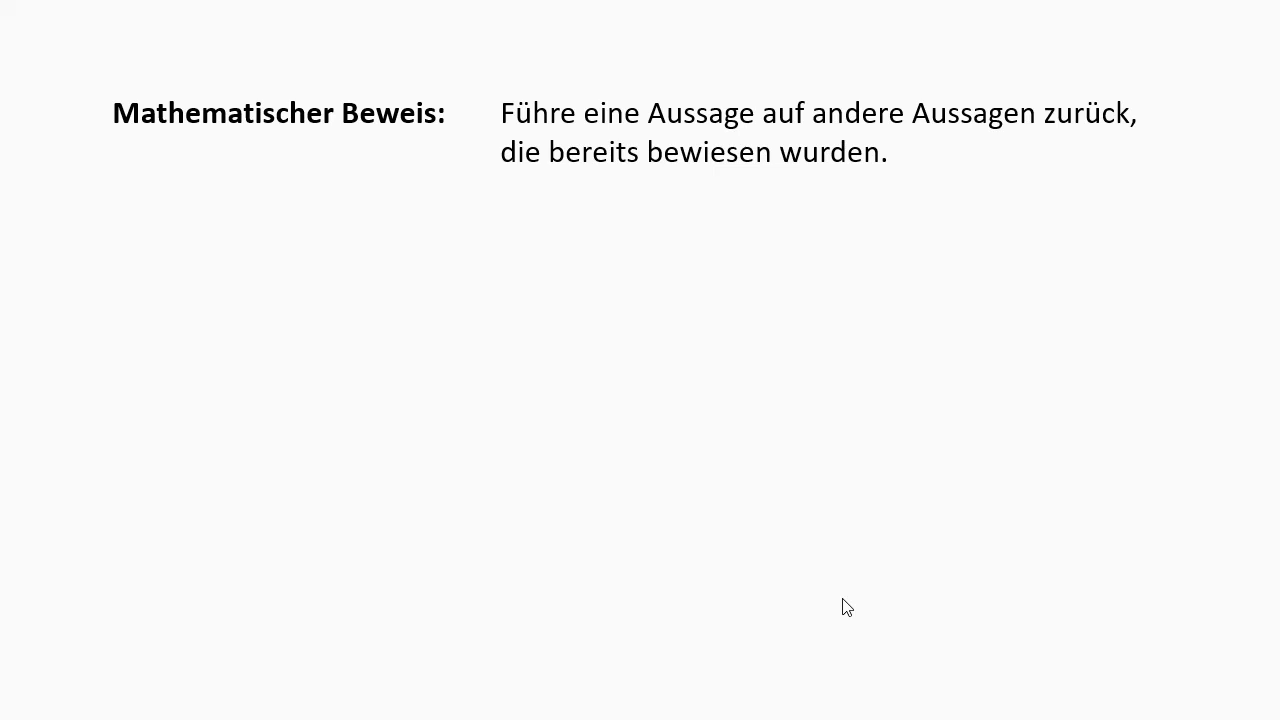 Mathematischer Beweis: Führe eine Aussage auf andere Aussagen zurück,
die bereits bewiesen wurden.